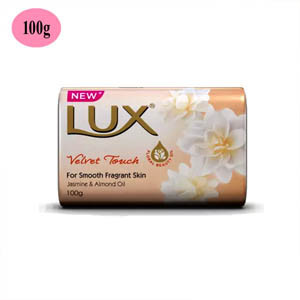 100g
NEW
LUX
Velvet Touch
For Smooth Fragrant Skin
Jasmine & Almond Oil
100g